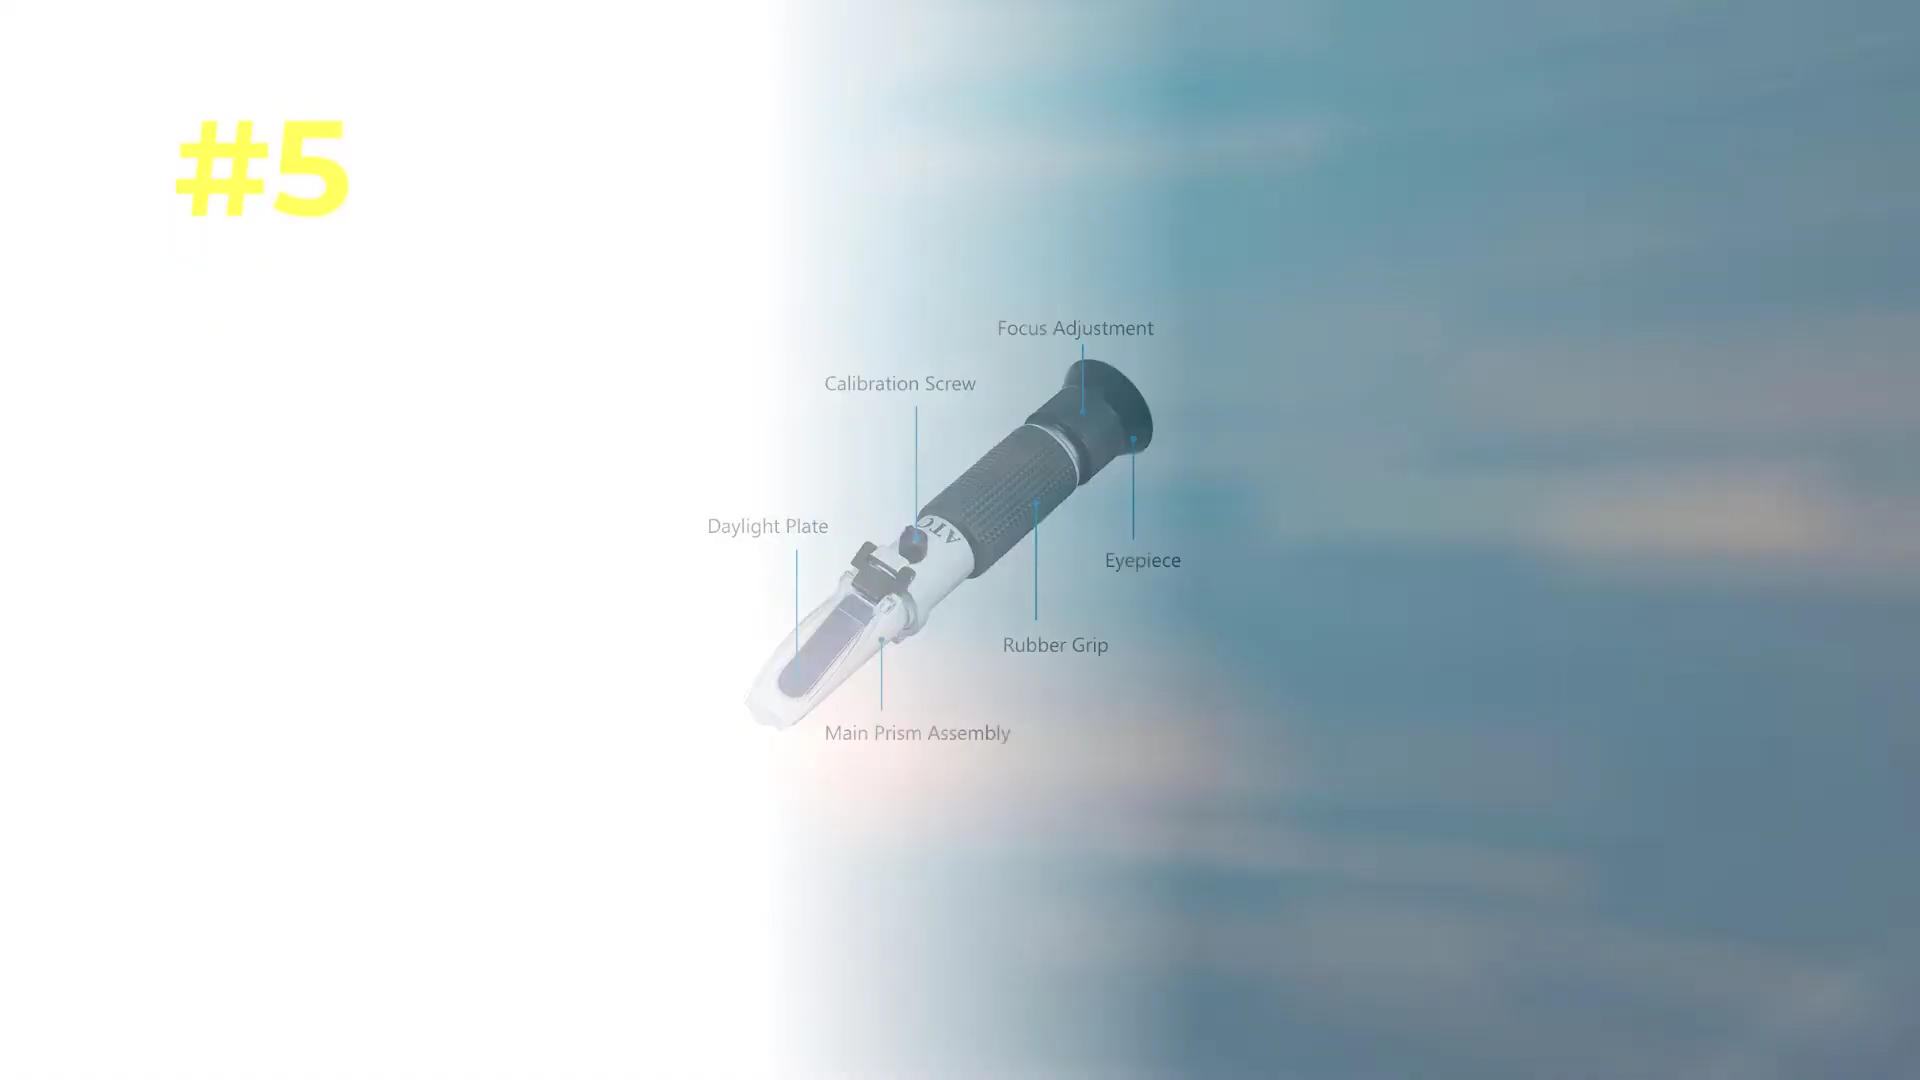 #5
Focus Adjustment
Calibration Screw
ATC
Daylight Plate
Eyepiece
Rubber Grip
Main Prism Assembly